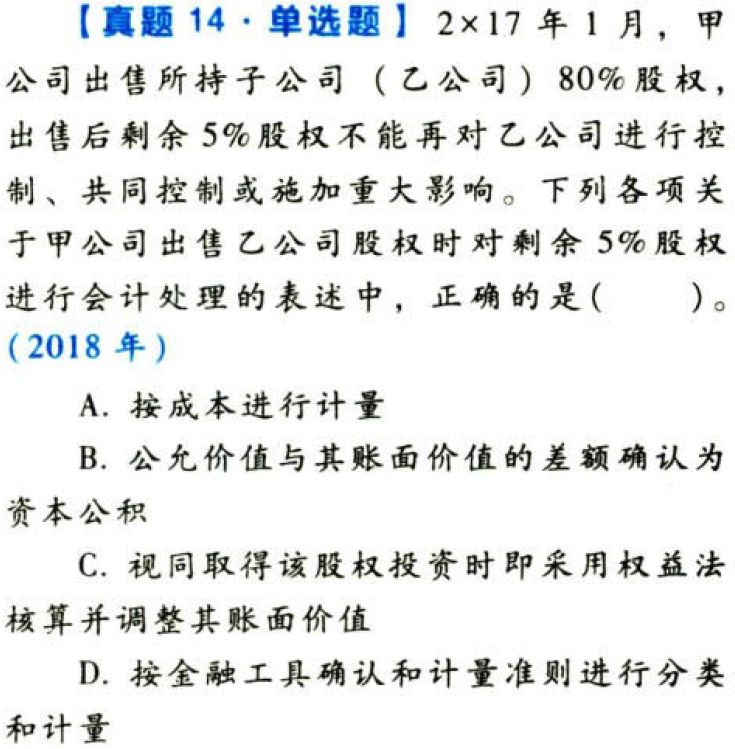 【真题 14·单选题】2×17 年 1 月，甲
公司出售所持子公司（乙公司）80%股权，
出售后剩余 5%股权不能再对乙公司进行控
制、共同控制或施加重大影响。下列各项关
于甲公司出售乙公司股权时对剩余 5%股权
进行会计处理的表述中，正确的是(　　)。
(2018 年)
A. 按成本进行计量
B. 公允价值与其账面价值的差额确认为
资本公积
C. 视同取得该股权投资时即采用权益法
核算并调整其账面价值
D. 按金融工具确认和计量准则进行分类
和计量